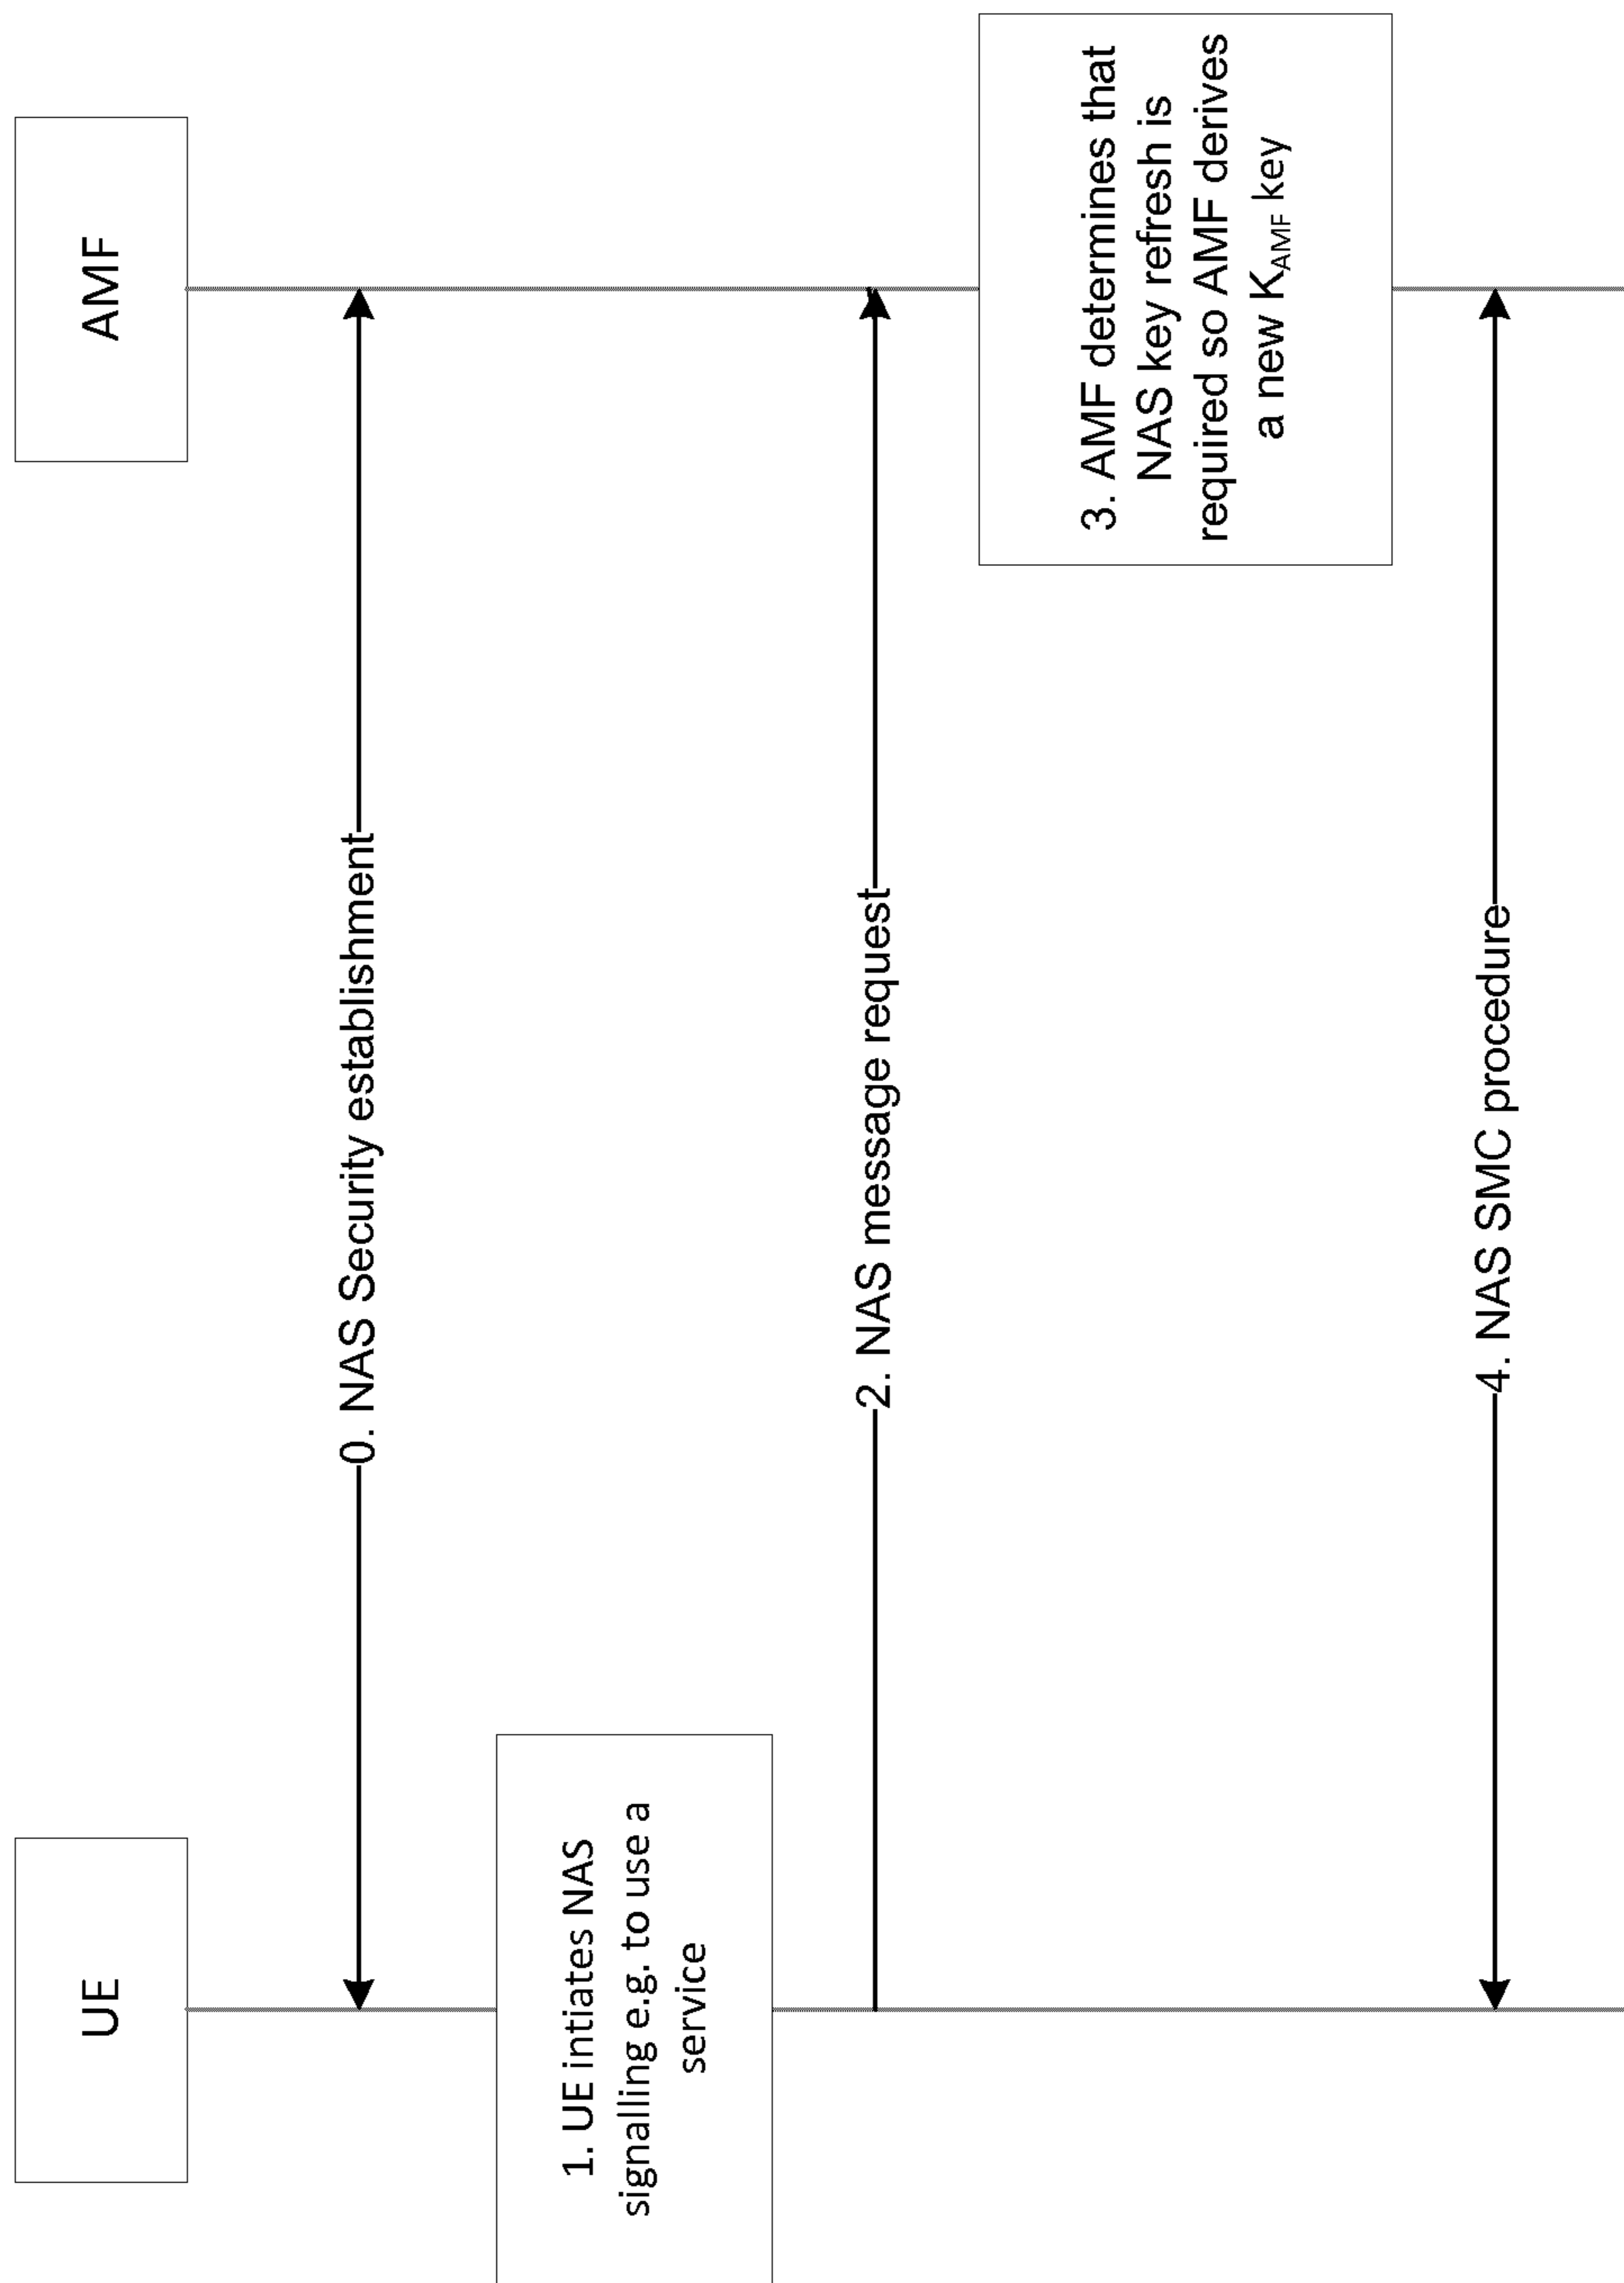 UE
AMF
0. NAS Security establishment
1. UE intiates NAS
signalling e.g. to use a
service
2. NAS message request
3. AMF determines that
NAS key refresh is
required so AMF derives
a new KAMF key
4. NAS SMC procedure